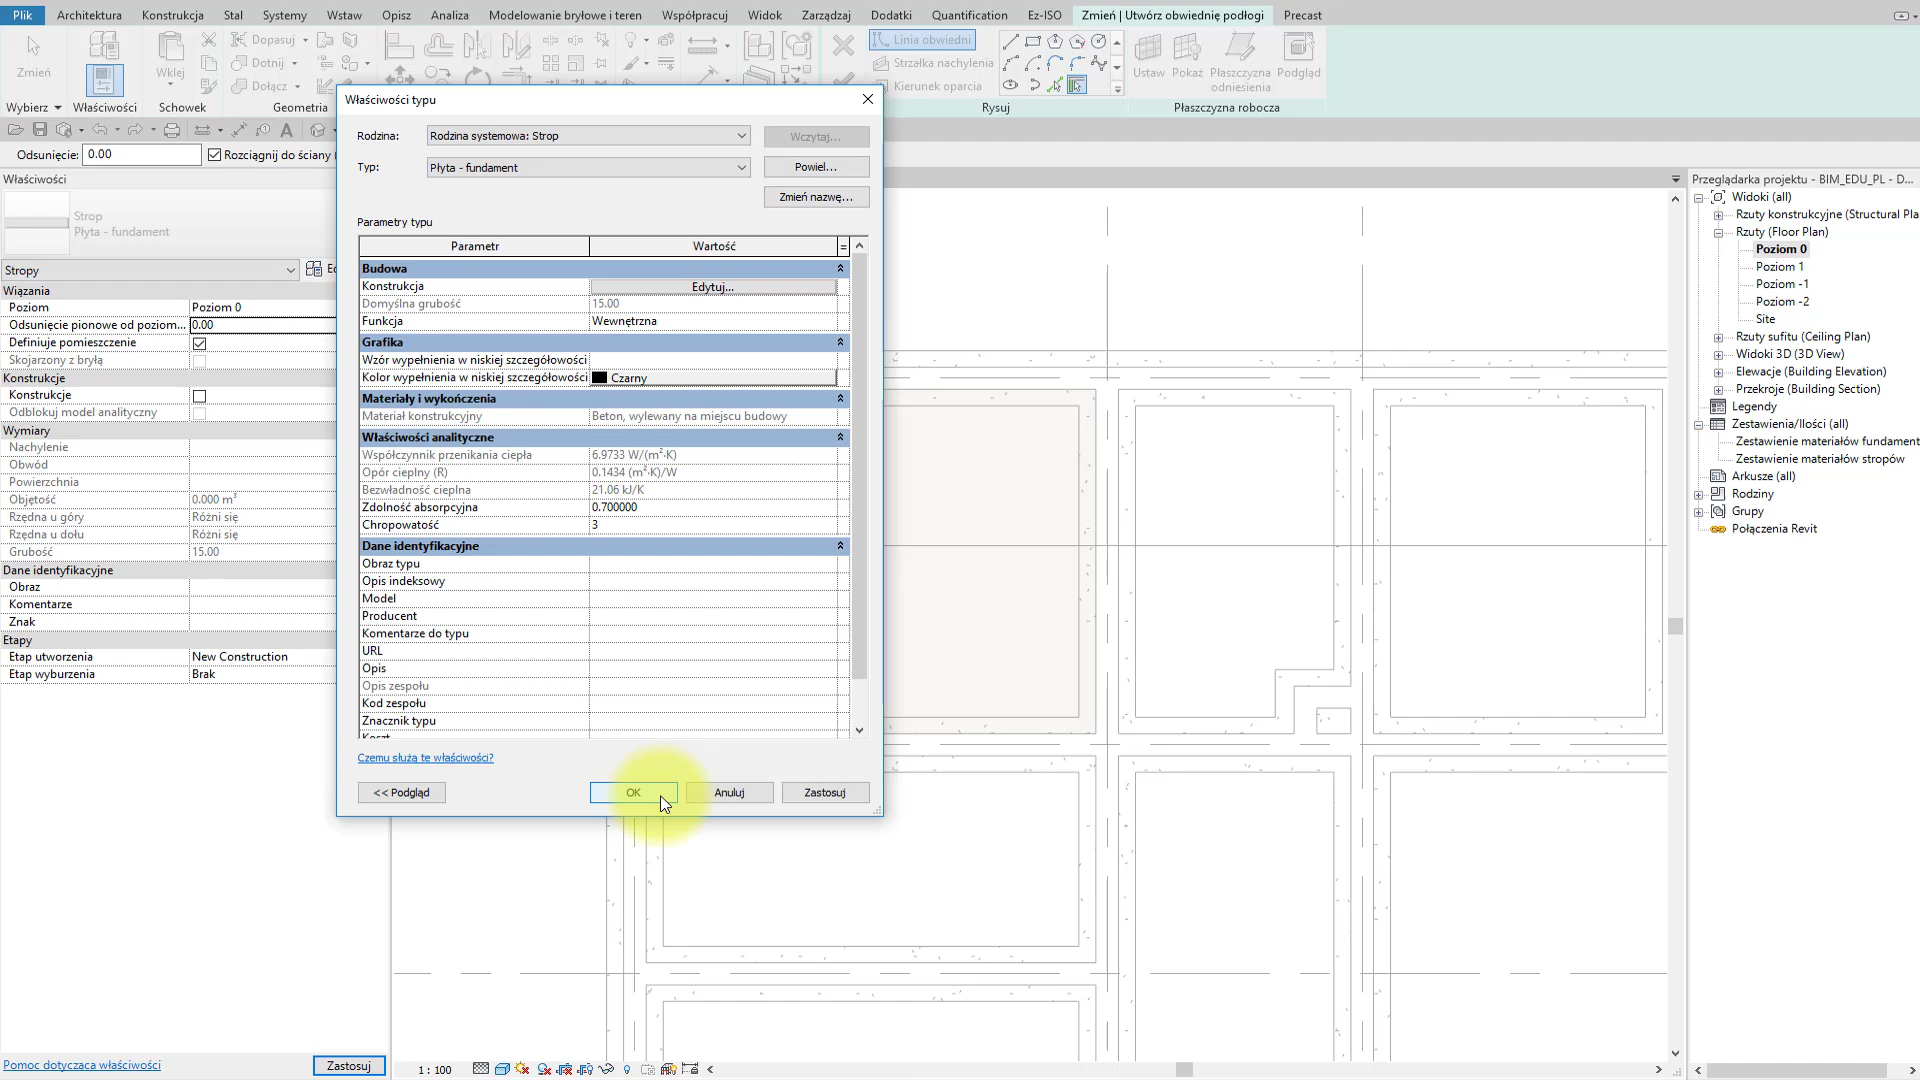 Plik Architektura Konstrukcja Stal Systemy Wstaw Opisz Analiza Modelowanie bryłowe i teren Współpracuj Widok Zarządzaj Dodatki Quantification Ez-ISO Zmień | Utwórz obwiednię podłogi Precast
Zmień
Wklej
Dopasuj
Dotnij
Dołącz
Linia obwiedni
Strzałka nachylenia
Kierunek oparcia
Ustaw Pokaż Płaszczyzna odniesienia Podgląd
Wybierz Właściwości Schowek Geometria Rysuj Płaszczyzna robocza
Odsunięcie: 0.00 Rozciągnij do ściany
Właściwości
Strop
Płyta - fundament
Stropy
Wiązania
Poziom Poziom 0
Odsunięcie pionowe od poziom... 0.00
Definiuje pomieszczenie
Skojarzony z bryłą
Konstrukcje
Konstrukcje
Odblokuj model analityczny
Wymiary
Nachylenie
Obwód
Powierzchnia
Objętość 0.000 m³
Rzędna u góry Różni się
Rzędna u dołu Różni się
Grubość 15.00
Dane identyfikacyjne
Obraz
Komentarze
Znak
Etapy
Etap utworzenia New Construction
Etap wyburzenia Brak
Pomoc dotycząca właściwości Zastosuj
Właściwości typu
Rodzina: Rodzina systemowa: Strop Wczytaj...
Typ: Płyta - fundament Powiel...
Zmień nazwę...
Parametry typu
Parametr Wartość =
Budowa
Konstrukcja Edytuj...
Domyślna grubość 15.00
Funkcja Wewnętrzna
Grafika
Wzór wypełnienia w niskiej szczegółowości
Kolor wypełnienia w niskiej szczegółowości Czarny
Materiały i wykończenia
Materiał konstrukcyjny Beton, wylewany na miejscu budowy
Właściwości analityczne
Współczynnik przenikania ciepła 6.9733 W/(m²·K)
Opór cieplny (R) 0.1434 (m²·K)/W
Bezwładność cieplna 21.06 kJ/K
Zdolność absorpcyjna 0.700000
Chropowatość 3
Dane identyfikacyjne
Obraz typu
Opis indeksowy
Model
Producent
Komentarze do typu
URL
Opis
Opis zespołu
Kod zespołu
Znacznik typu
Koszt
Czemu służą te właściwości?
<< Podgląd OK Anuluj Zastosuj
1 : 100
Przeglądarka projektu - BIM_EDU_PL - D...
Widoki (all)
Rzuty konstrukcyjne (Structural Pla
Rzuty (Floor Plan)
Poziom 0
Poziom 1
Poziom -1
Poziom -2
Site
Rzuty sufitu (Ceiling Plan)
Widoki 3D (3D View)
Elewacje (Building Elevation)
Przekroje (Building Section)
Legendy
Zestawienia/Ilości (all)
Zestawienie materiałów fundament
Zestawienie materiałów stropów
Arkusze (all)
Rodziny
Grupy
Połączenia Revit